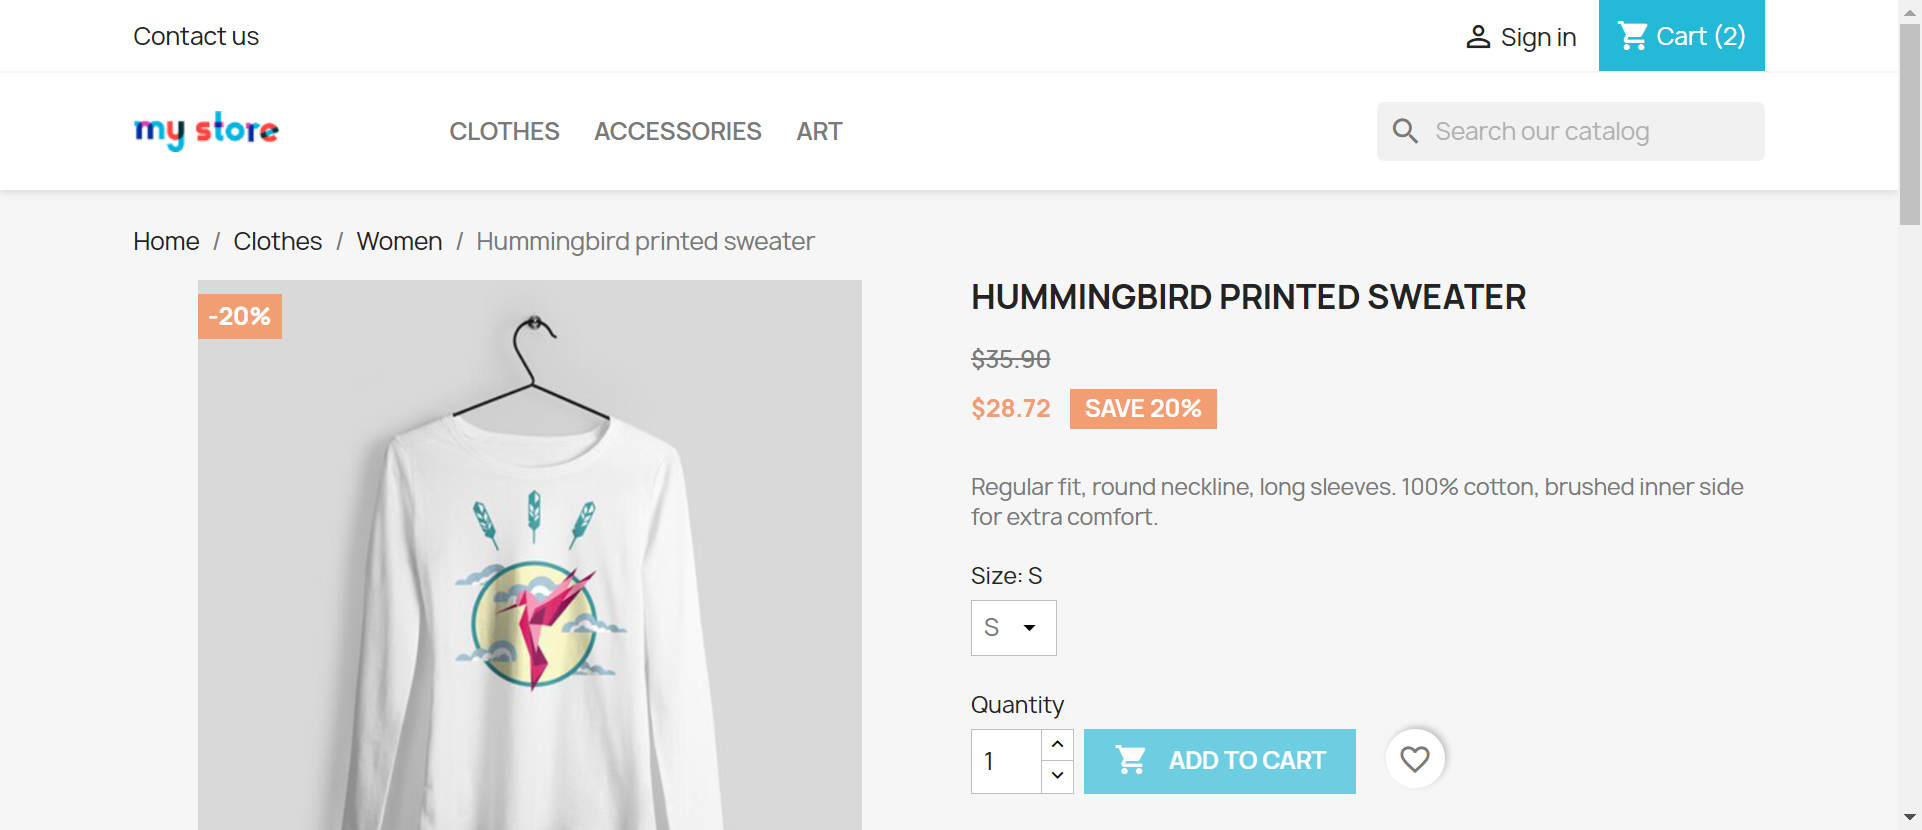 Contact us
Sign in
Cart (2)
my store
CLOTHES
ACCESSORIES
ART
Search our catalog
Home / Clothes / Women / Hummingbird printed sweater
-20%
HUMMINGBIRD PRINTED SWEATER
$35.90
$28.72
SAVE 20%
Regular fit, round neckline, long sleeves. 100% cotton, brushed inner side
for extra comfort.
Size: S
S
Quantity
1
ADD TO CART